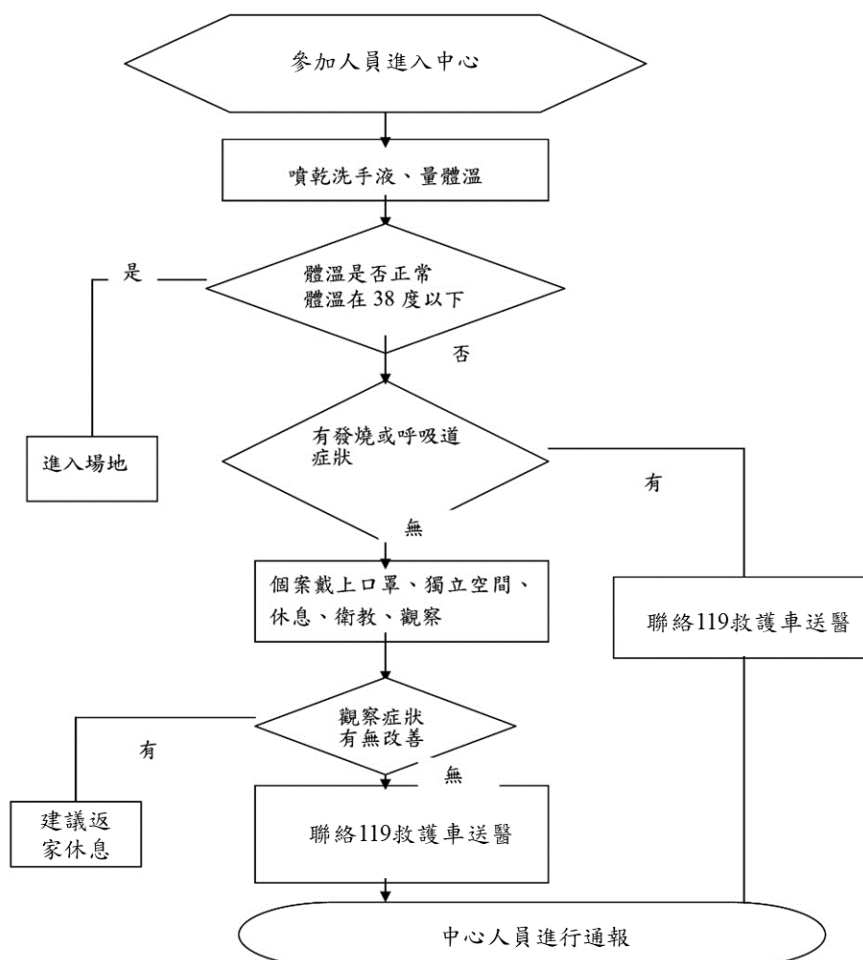 參加人員進入中心
噴乾洗手液、量體溫
是
體溫是否正常
體溫在 38 度以下
否
進入場地
有發燒或呼吸道
症狀
有
無
個案戴上口罩、獨立空間、
休息、衛教、觀察
聯絡119救護車送醫
觀察症狀
有無改善
有
無
建議返
家休息
聯絡119救護車送醫
中心人員進行通報